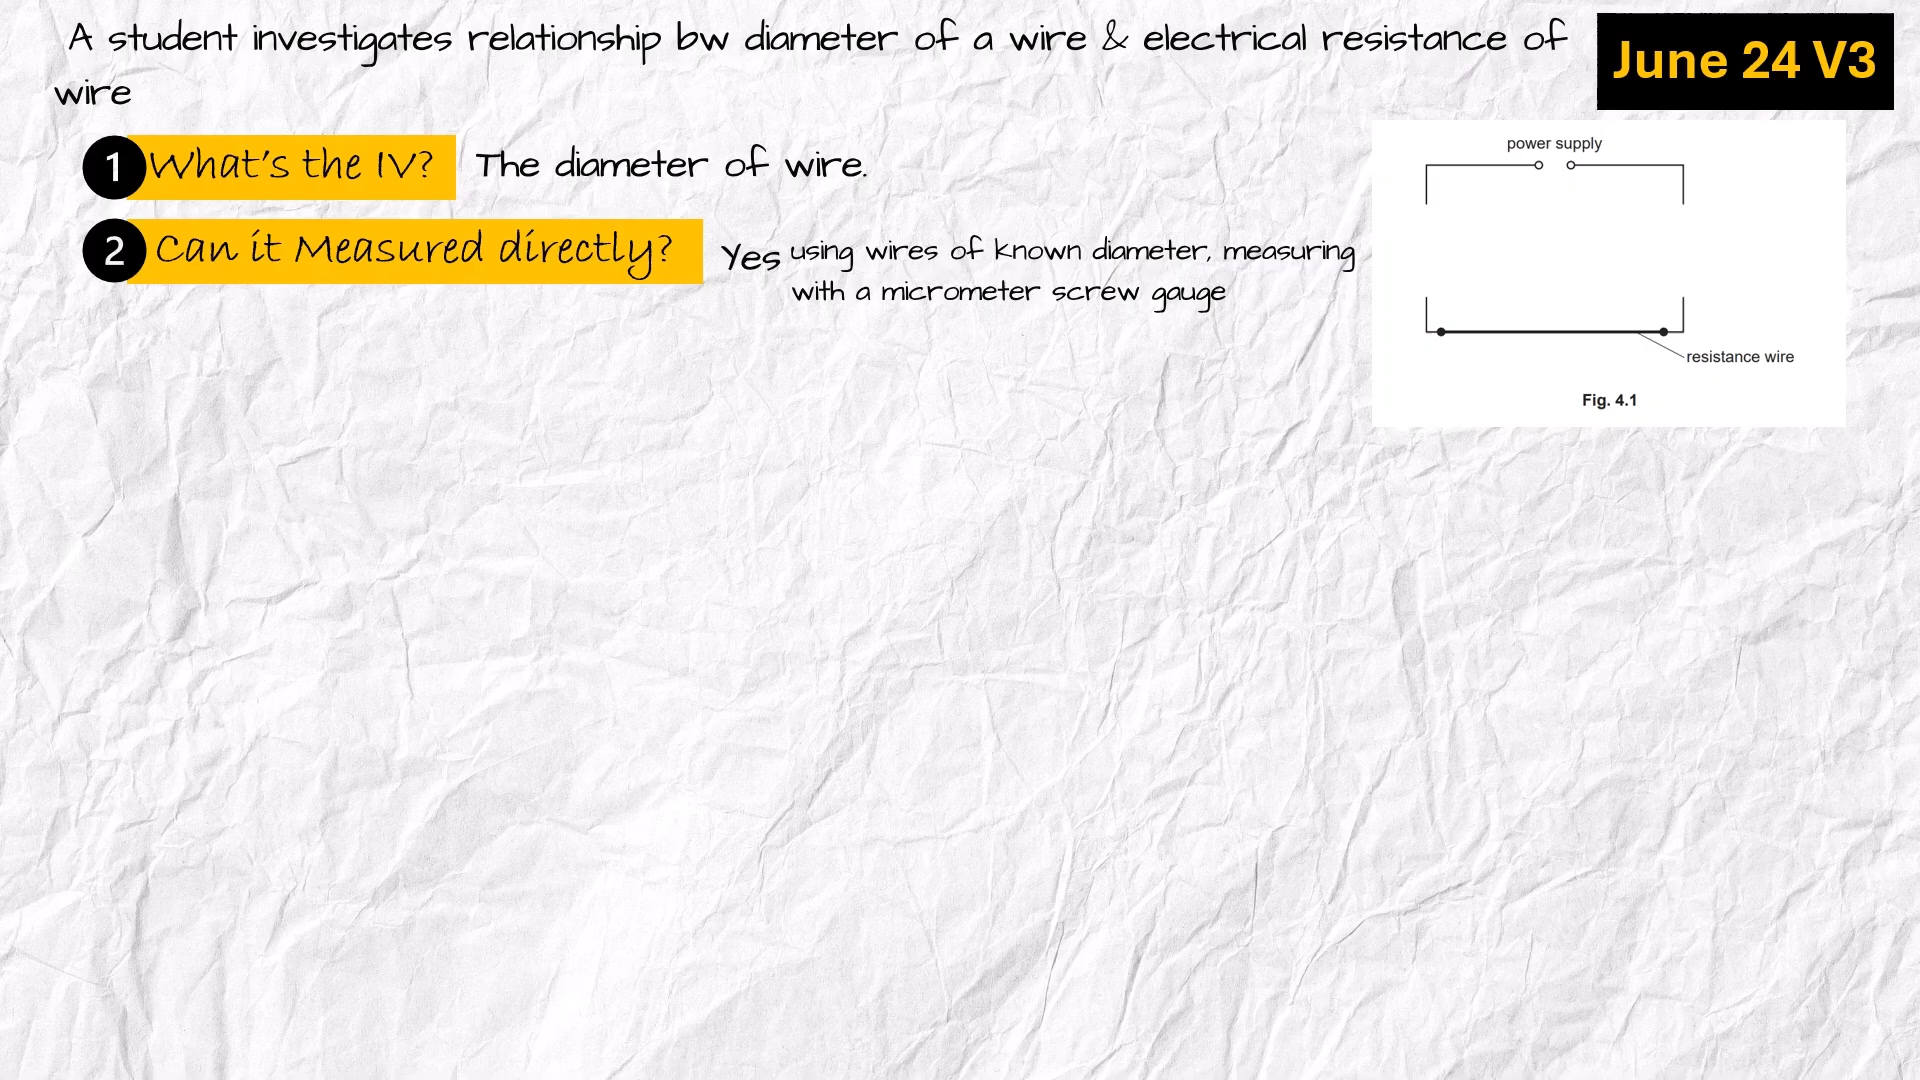 A student investigates relationship bw diameter of a wire & electrical resistance of
wire
June 24 V3
1 What's the IV? The diameter of wire.
2 Can it Measured directly? Yes using wires of known diameter, measuring
with a micrometer screw gauge
power supply
resistance wire
Fig. 4.1